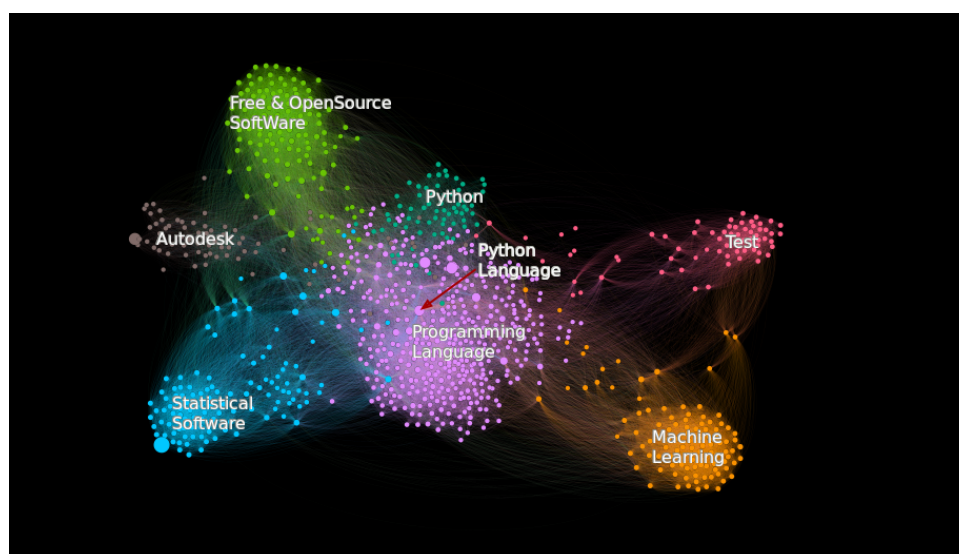 Free & OpenSource
SoftWare
Python
Autodesk
Test
Python
Language
Programming
Language
Statistical
Software
Machine
Learning